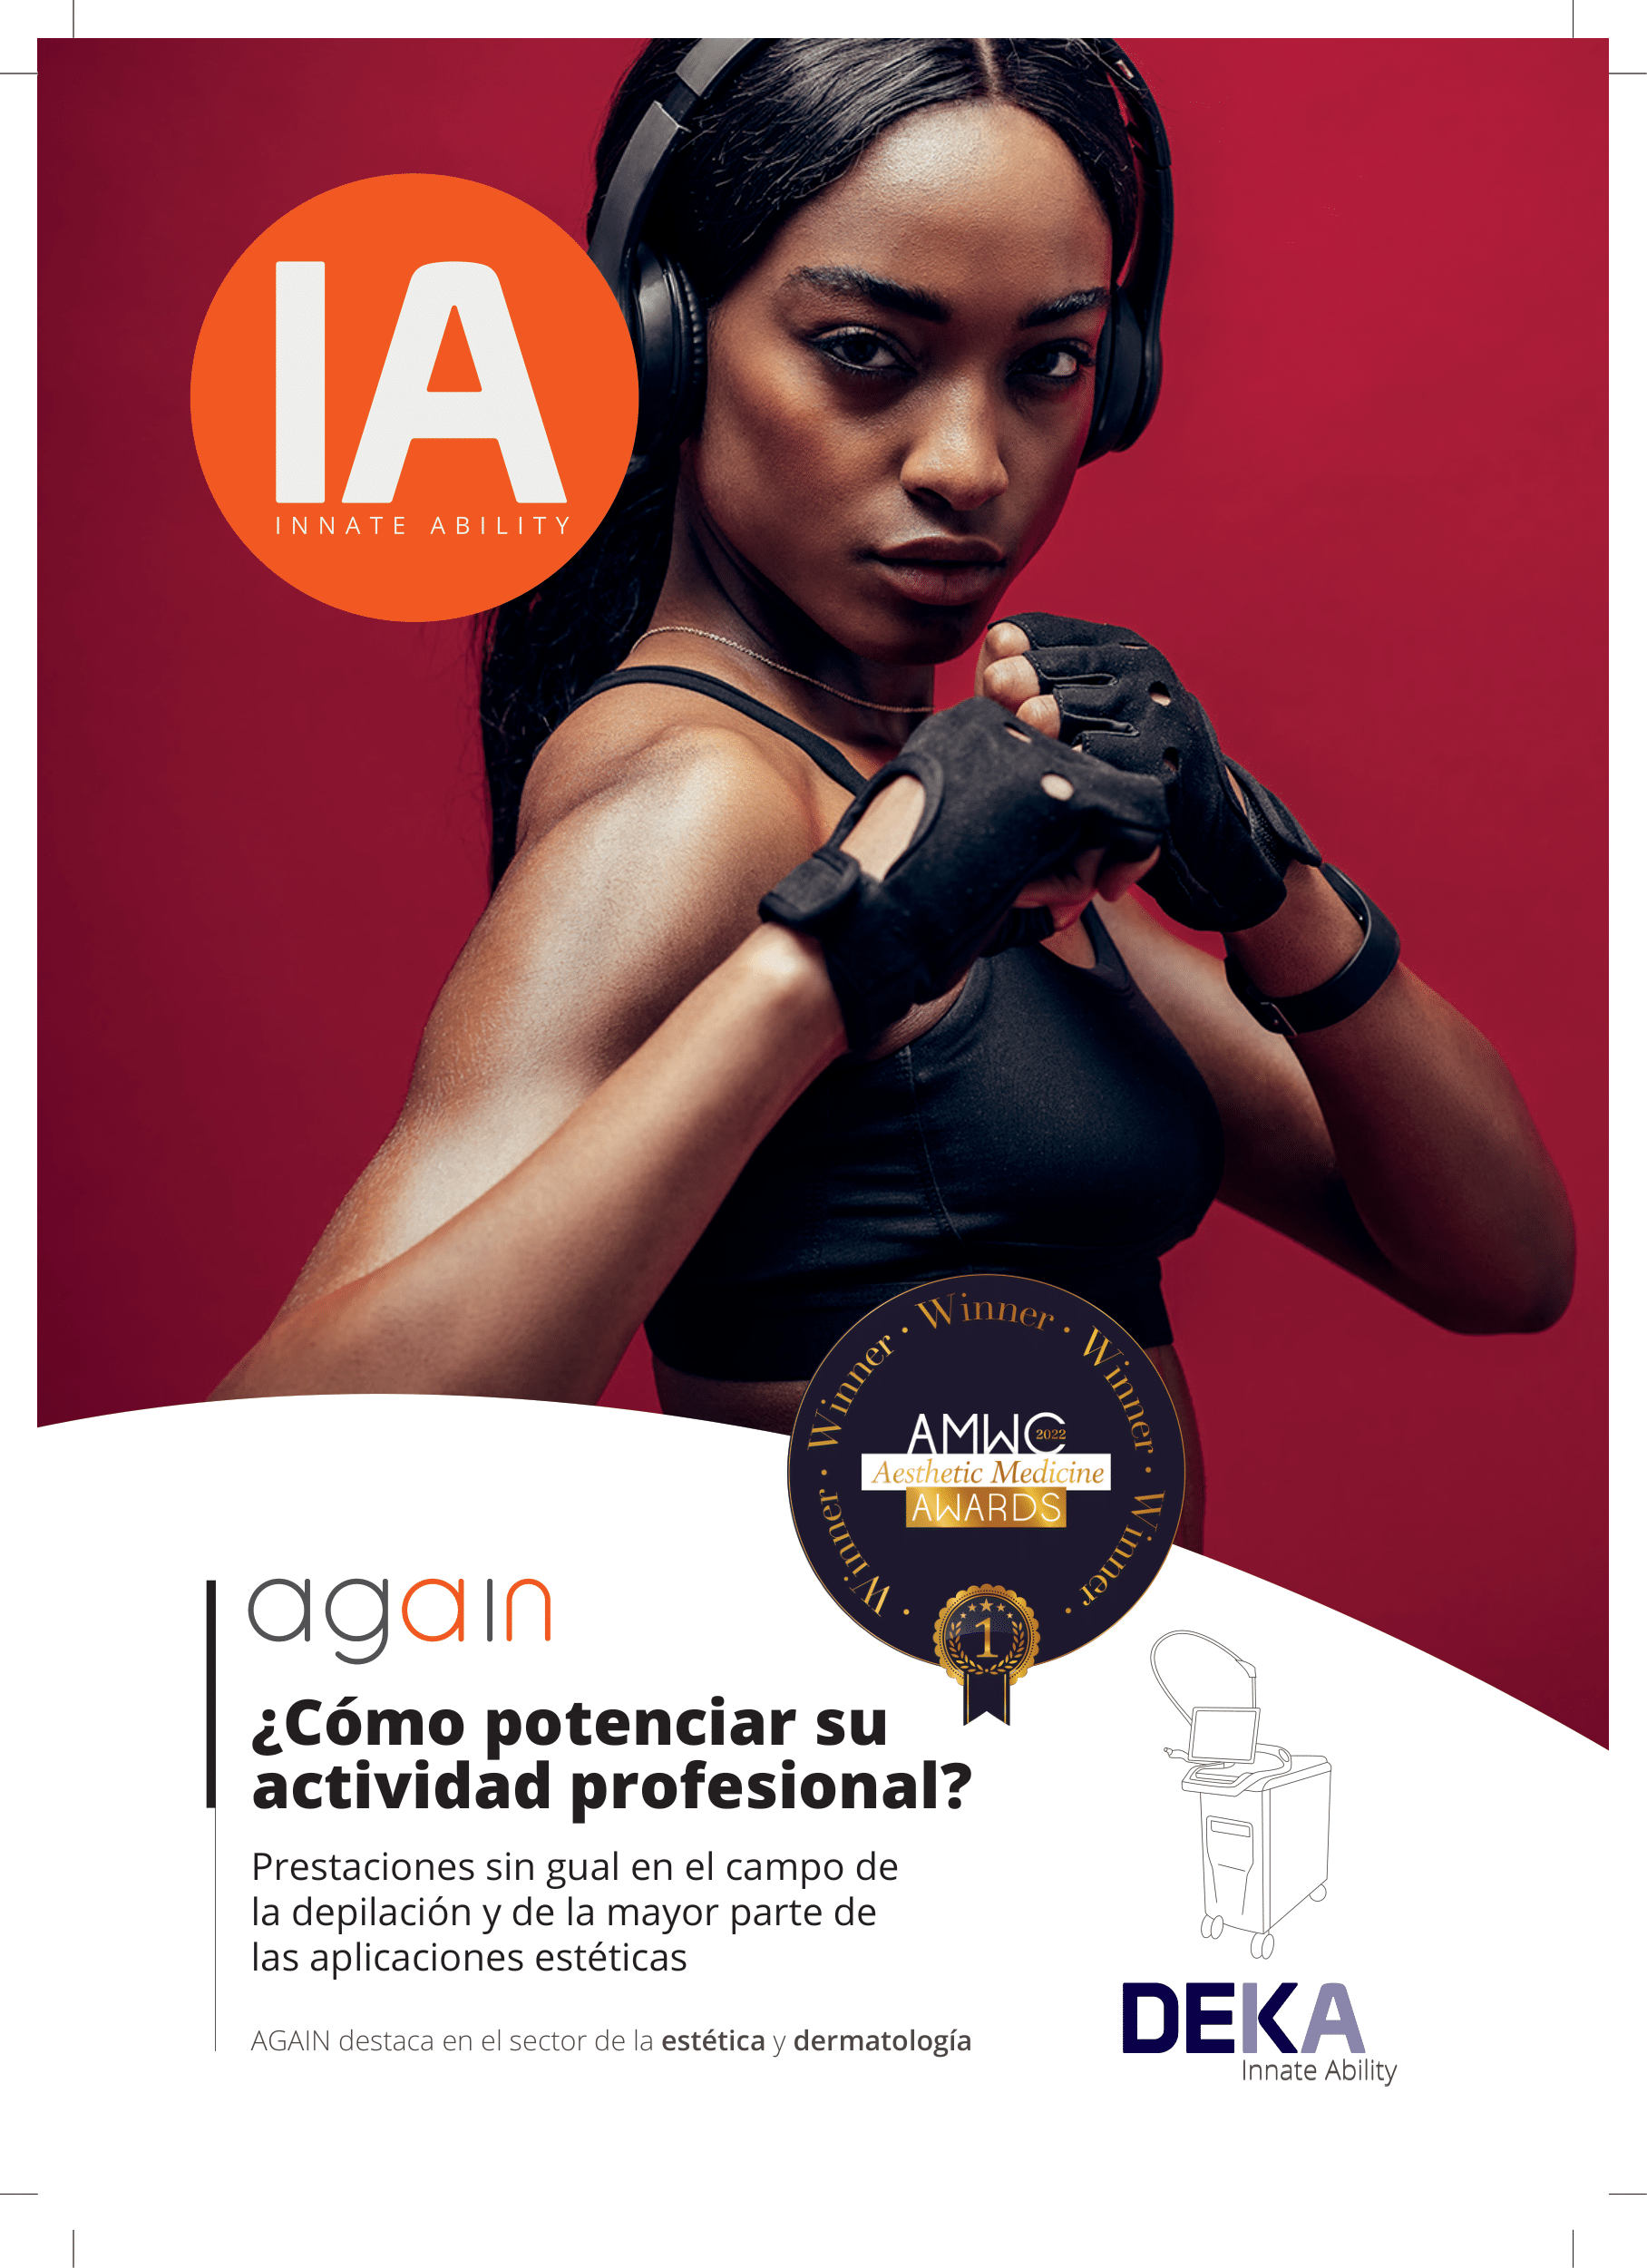 IA
INNATE ABILITY
Winner · Winner · Winner · Winner · Winner · Winner
AMWC 2022
Aesthetic Medicine
AWARDS
1
again
¿Cómo potenciar su
actividad profesional?
Prestaciones sin gual en el campo de
la depilación y de la mayor parte de
las aplicaciones estéticas
AGAIN destaca en el sector de la estética y dermatología
DEKA
Innate Ability